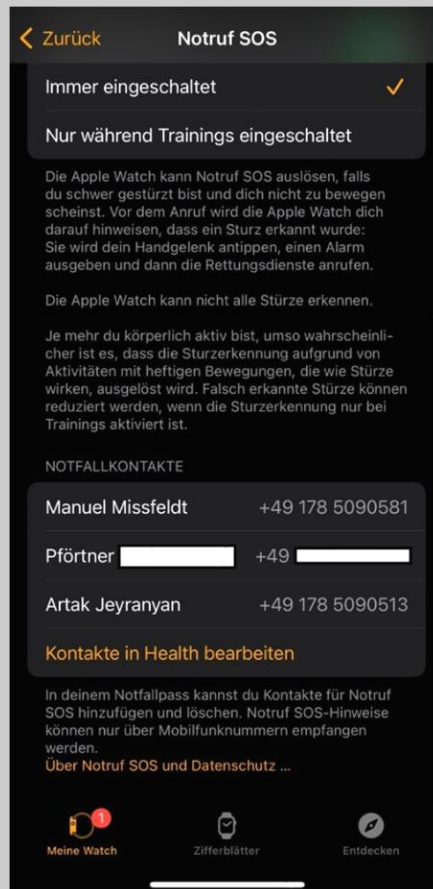 Zurück
Notruf SOS
Immer eingeschaltet
Nur während Trainings eingeschaltet
Die Apple Watch kann Notruf SOS auslösen, falls
du schwer gestürzt bist und dich nicht zu bewegen
scheinst. Vor dem Anruf wird die Apple Watch dich
darauf hinweisen, dass ein Sturz erkannt wurde:
Sie wird dein Handgelenk antippen, einen Alarm
ausgeben und dann die Rettungsdienste anrufen.
Die Apple Watch kann nicht alle Stürze erkennen.
Je mehr du körperlich aktiv bist, umso wahrscheinli-
cher ist es, dass die Sturzerkennung aufgrund von
Aktivitäten mit heftigen Bewegungen, die wie Stürze
wirken, ausgelöst wird. Falsch erkannte Stürze können
reduziert werden, wenn die Sturzerkennung nur bei
Trainings aktiviert ist.
NOTFALLKONTAKTE
Manuel Missfeldt +49 178 5090581
Pförtner +49
Artak Jeyranyan +49 178 5090513
Kontakte in Health bearbeiten
In deinem Notfallpass kannst du Kontakte für Notruf
SOS hinzufügen und löschen. Notruf SOS-Hinweise
können nur über Mobilfunknummern empfangen
werden.
Über Notruf SOS und Datenschutz ...
1
Meine Watch Zifferblätter Entdecken